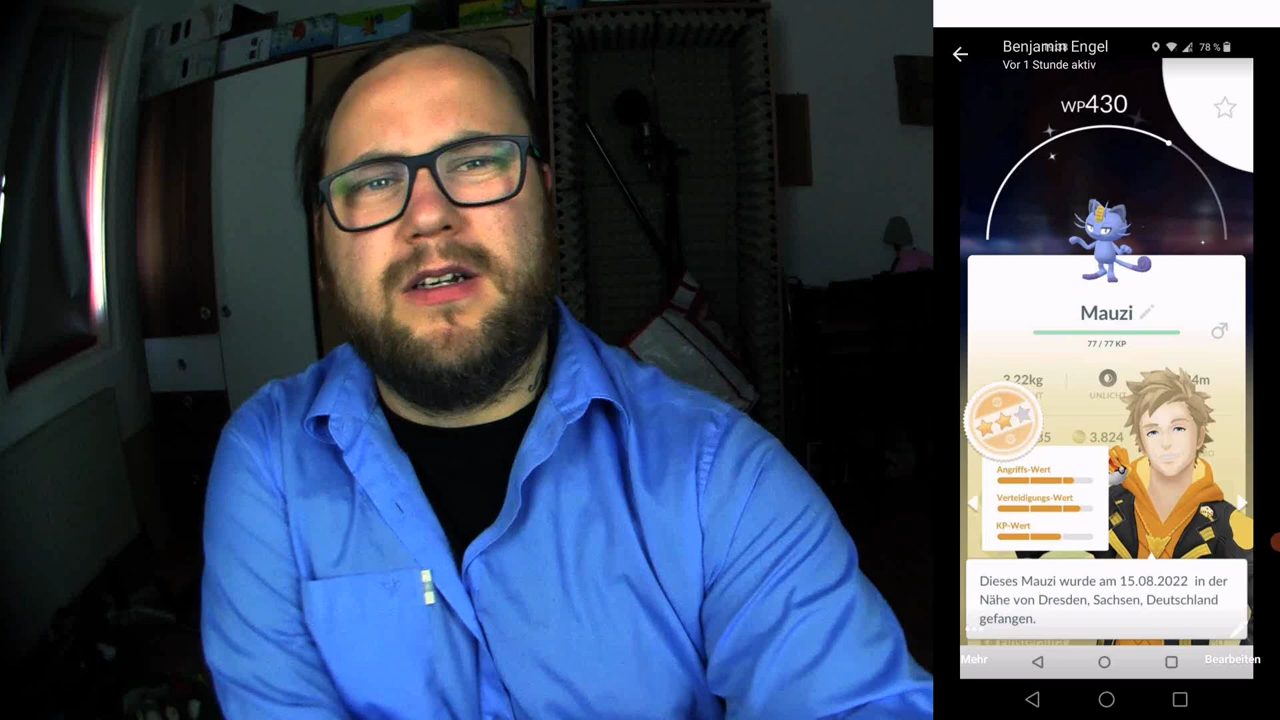 Benjamin Engel
78 %
Vor 1 Stunde aktiv
WP430
Mauzi
77 / 77 KP
3,22kg
UNLICHT
4m
3.824
Angriffs-Wert
Verteidigungs-Wert
KP-Wert
Dieses Mauzi wurde am 15.08.2022 in der
Nähe von Dresden, Sachsen, Deutschland
gefangen.
Mehr
Bearbeiten